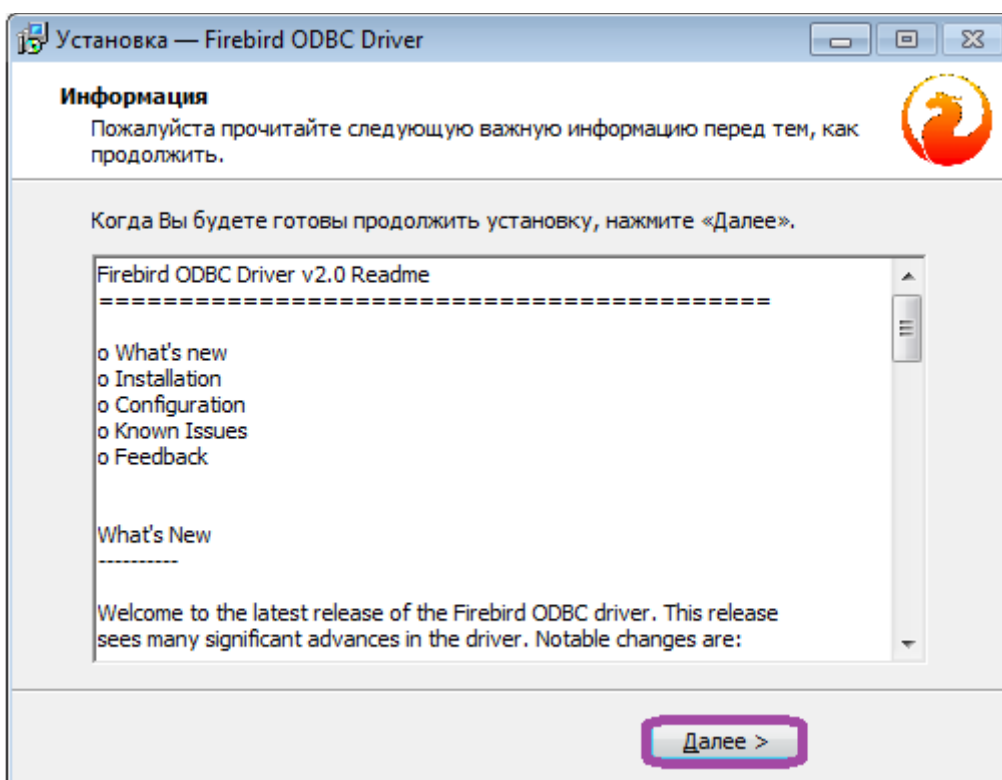 Установка — Firebird ODBC Driver
Информация
Пожалуйста прочитайте следующую важную информацию перед тем, как
продолжить.
Когда Вы будете готовы продолжить установку, нажмите «Далее».
Firebird ODBC Driver v2.0 Readme
==========================================
o What's new
o Installation
o Configuration
o Known Issues
o Feedback
What's New
----------
Welcome to the latest release of the Firebird ODBC driver. This release
sees many significant advances in the driver. Notable changes are:
Далее >